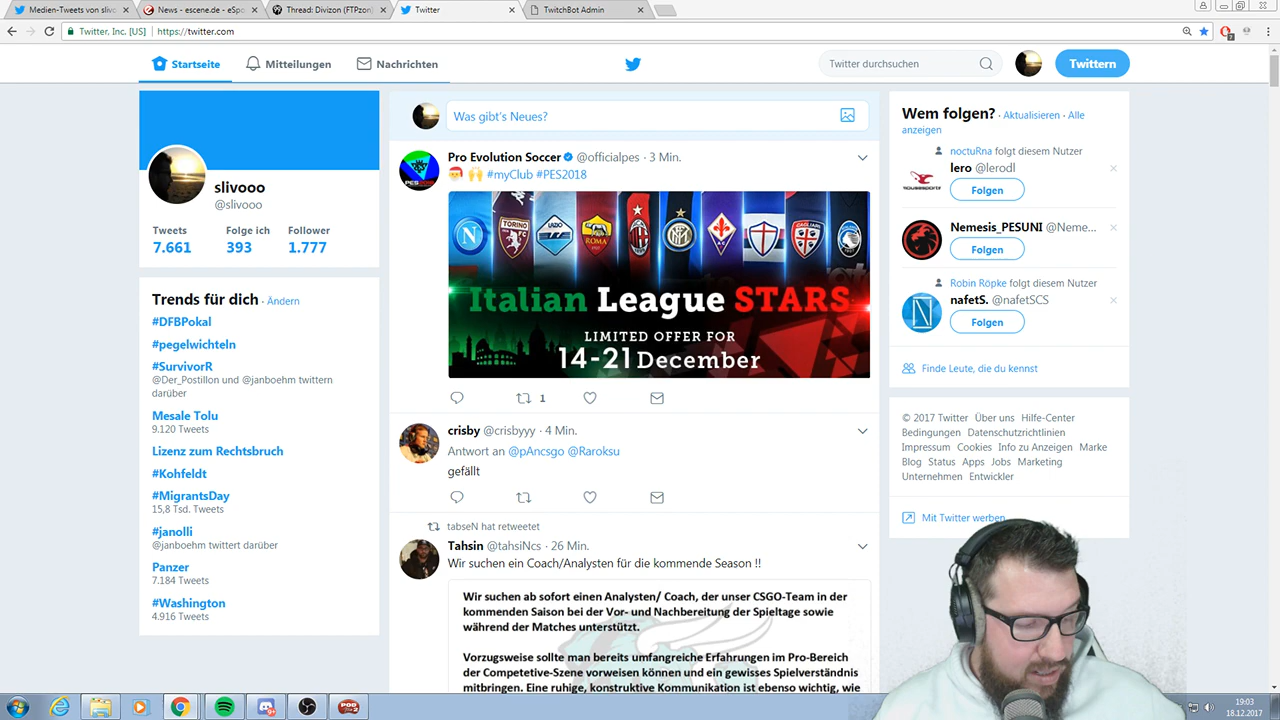 Medien-Tweets von slivo
News - escene.de - eSpo
Thread: Divizon (FTPzon)
Twitter
TwitchBot Admin
Twitter, Inc. [US]
https://twitter.com
Startseite
Mitteilungen
Nachrichten
Twitter durchsuchen
Twittern
slivooo
@slivooo
Tweets
Folge ich
Follower
7.661
393
1.777
Trends für dich · Ändern
#DFBPokal
#pegelwichteln
#SurvivorR
@Der_Postillon und @janboehm twittern
darüber
Mesale Tolu
9.120 Tweets
Lizenz zum Rechtsbruch
#Kohfeldt
#MigrantsDay
15,8 Tsd. Tweets
#janolli
@janboehm twittert darüber
Panzer
7.184 Tweets
#Washington
4.916 Tweets
Was gibt's Neues?
Pro Evolution Soccer @officialpes · 3 Min.
#myClub #PES2018
TORINO
LAZIO
ROMA
CAGLIARI
Italian League STARS
LIMITED OFFER FOR
14-21 December
1
crisby @crisbyyy · 4 Min.
Antwort an @pAncsgo @Raroksu
gefällt
tabseN hat retweetet
Tahsin @tahsiNcs · 26 Min.
Wir suchen ein Coach/Analysten für die kommende Season !!
Wir suchen ab sofort einen Analysten/ Coach, der unser CSGO-Team in der
kommenden Saison bei der Vor- und Nachbereitung der Spieltage sowie
während der Matches unterstützt.
Vorzugsweise sollte man bereits umfangreiche Erfahrungen im Pro-Bereich
der Competetive-Szene vorweisen können und ein gewisses Spielverständnis
mitbringen. Eine ruhige, konstruktive Kommunikation ist ebenso wichtig, wie
Wem folgen? · Aktualisieren · Alle
anzeigen
noctuRna folgt diesem Nutzer
lero @lerodl
Folgen
Nemesis_PESUNI @Neme...
Folgen
Robin Röpke folgt diesem Nutzer
nafetS. @nafetSCS
Folgen
Finde Leute, die du kennst
© 2017 Twitter Über uns Hilfe-Center
Bedingungen Datenschutzrichtlinien
Impressum Cookies Info zu Anzeigen Marke
Blog Status Apps Jobs Marketing
Unternehmen Entwickler
Mit Twitter werben
19:03
18.12.2017